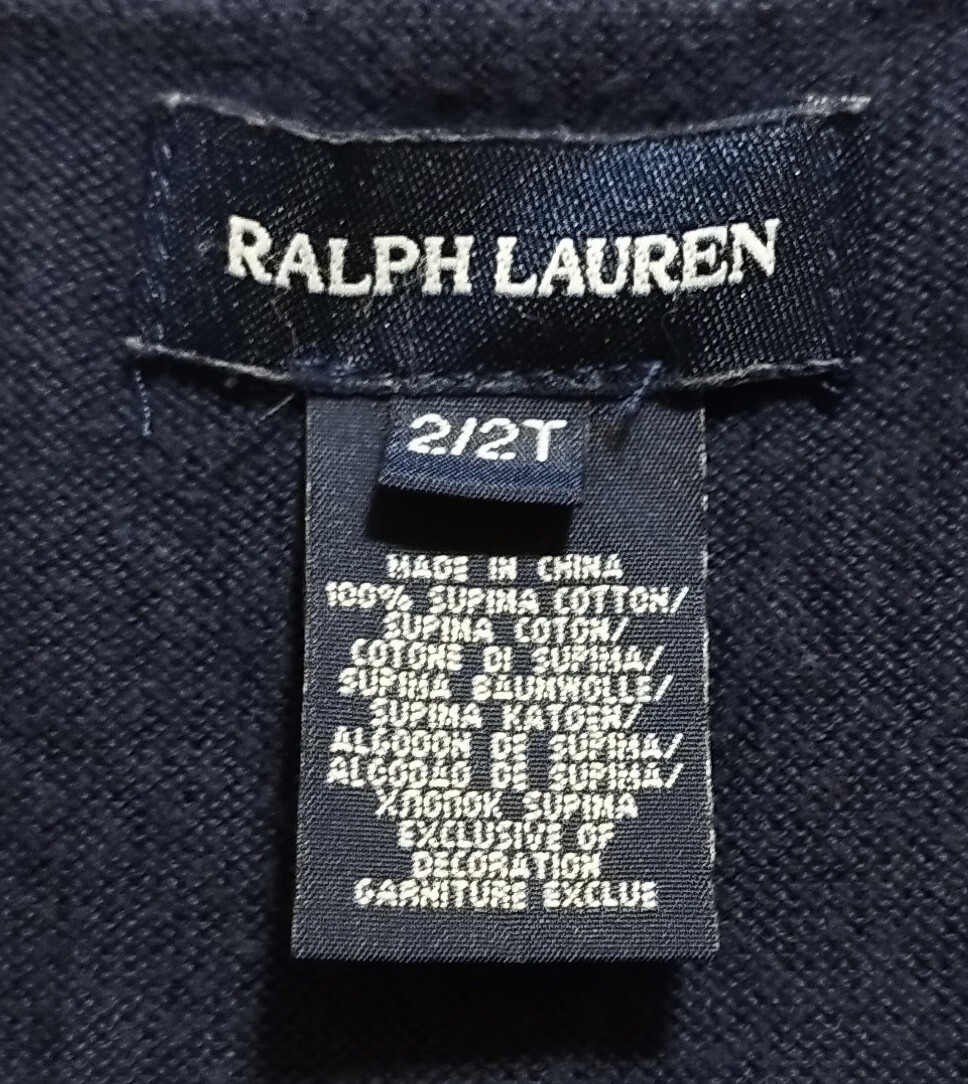 RALPH LAUREN
2/2T
MADE IN CHINA
100% SUPIMA COTTON/
SUPIMA COTON/
COTONE DI SUPIMA/
SUPIMA BAUMWOLLE/
SUPIMA KATOEN/
ALGODON DE SUPIMA/
ALGODAO DE SUPIMA/
ХЛОПОК SUPIMA
EXCLUSIVE OF
DECORATION
GARNITURE EXCLUE